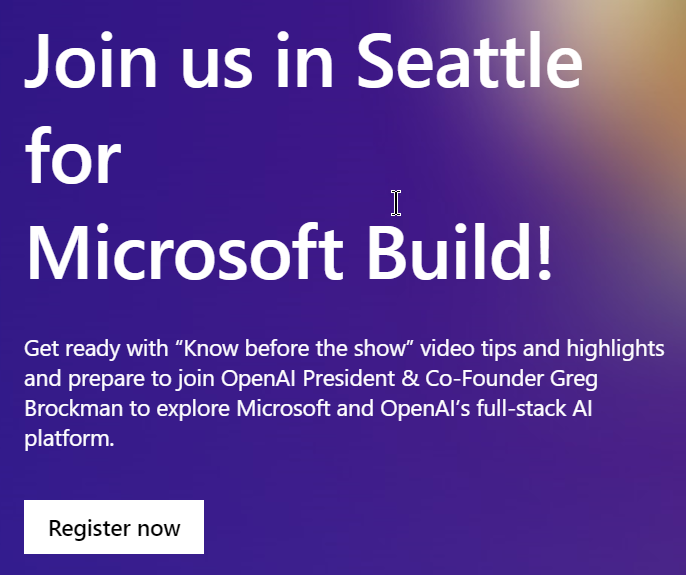 Join us in Seattle
for
Microsoft Build!
Get ready with “Know before the show” video tips and highlights
and prepare to join OpenAI President & Co-Founder Greg
Brockman to explore Microsoft and OpenAI’s full-stack AI
platform.
Register now